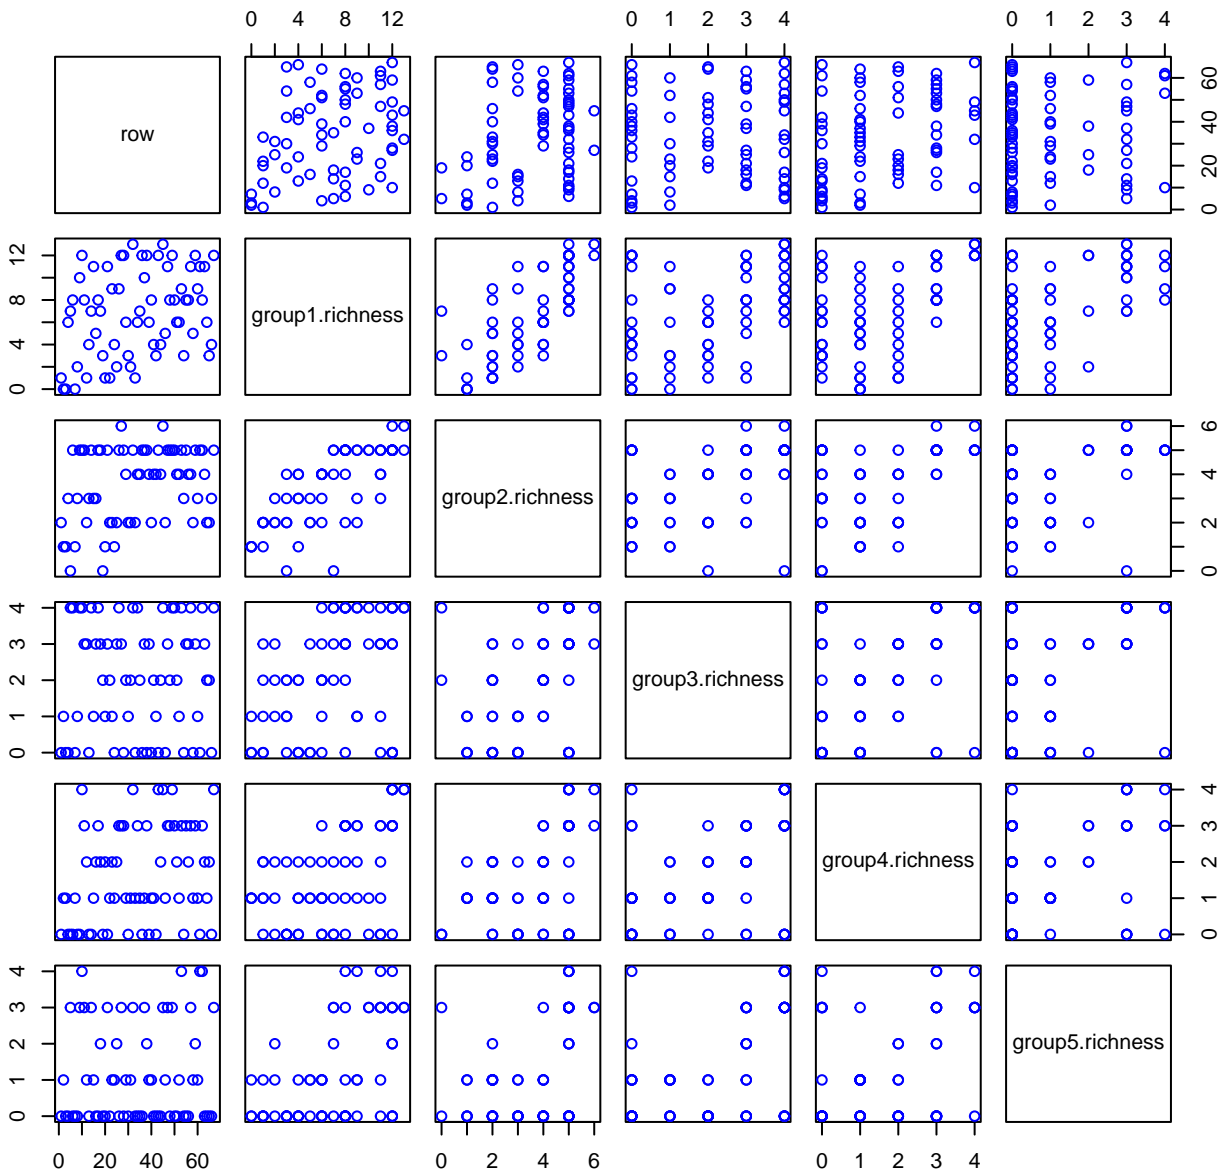 0 4 8 12 0 1 2 3 4 0 1 2 3 4
row 0 20 40 60
0 4 8 12 group1.richness
group2.richness 0 2 4 6
0 1 2 3 4 group3.richness
group4.richness 0 1 2 3 4
0 1 2 3 4 group5.richness
0 20 40 60 0 2 4 6 0 1 2 3 4